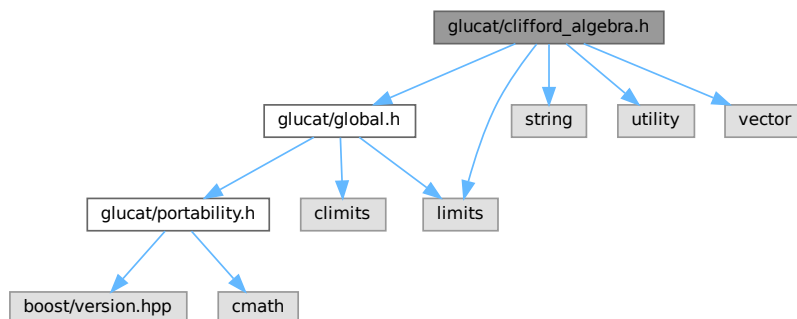 glucat/clifford_algebra.h
glucat/global.h
string
utility
vector
glucat/portability.h
climits
limits
boost/version.hpp
cmath